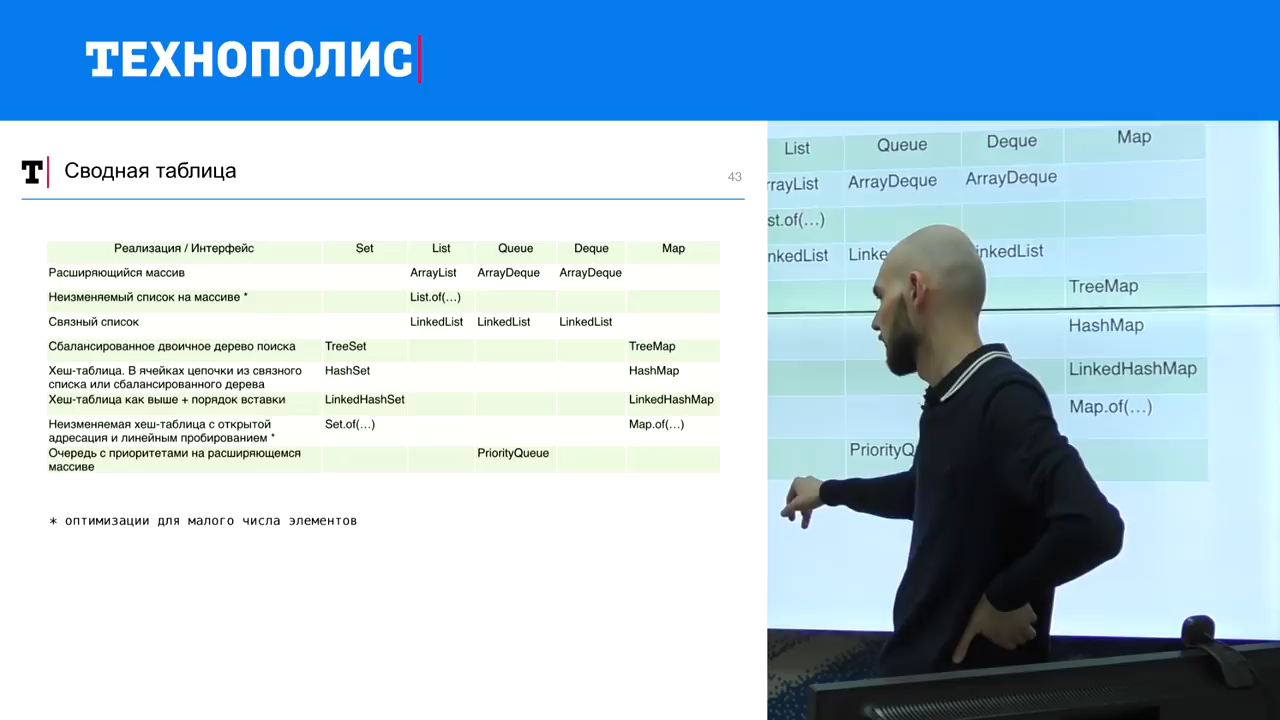 ТЕХНОПОЛИС
Т Сводная таблица
43
Реализация / Интерфейс Set List Queue Deque Map
Расширяющийся массив ArrayList ArrayDeque ArrayDeque
Неизменяемый список на массиве * List.of(…)
Связный список LinkedList LinkedList LinkedList
Сбалансированное двоичное дерево поиска TreeSet TreeMap
Хеш-таблица. В ячейках цепочки из связного
списка или сбалансированного дерева HashSet HashMap
Хеш-таблица как выше + порядок вставки LinkedHashSet LinkedHashMap
Неизменяемая хеш-таблица с открытой
адресация и линейным пробированием * Set.of(…) Map.of(…)
Очередь с приоритетами на расширяющемся
массиве PriorityQueue
* оптимизации для малого числа элементов
List Queue Deque Map
rrayList ArrayDeque ArrayDeque
st.of(…)
nkedList Linke inkedList
TreeMap
HashMap
LinkedHashMap
Map.of(…)
PriorityQ